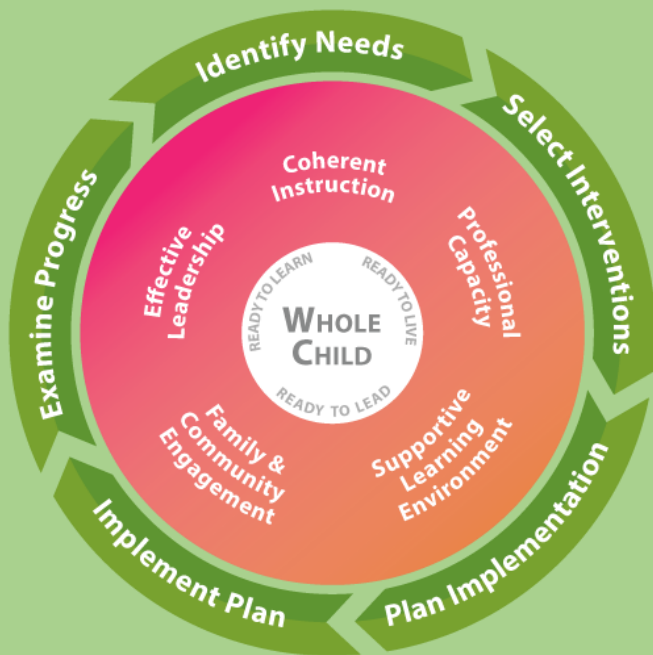 Identify Needs
Select Interventions
Plan Implementation
Implement Plan
Examine Progress
Coherent
Instruction
Professional
Capacity
Supportive
Learning
Environment
Family &
Community
Engagement
Effective
Leadership
READY TO LEARN
READY TO LIVE
READY TO LEAD
WHOLE
CHILD